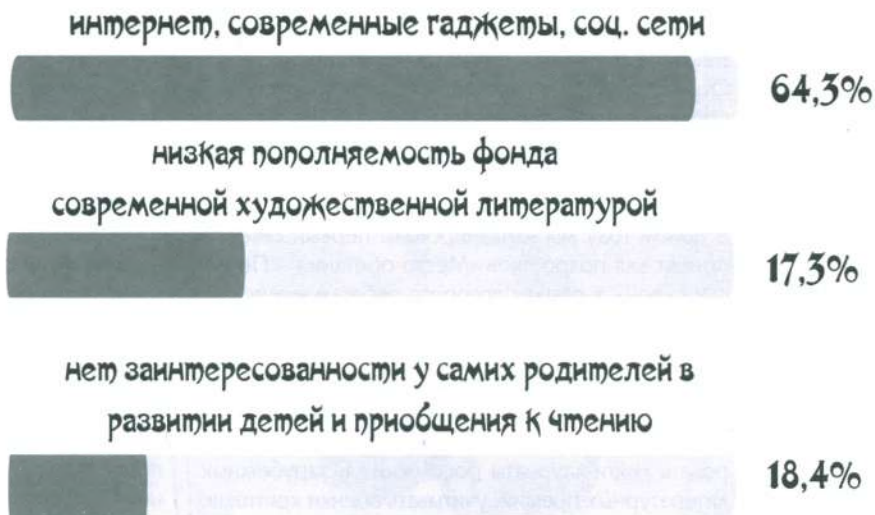 интернет, современные гаджеты, соц. сети
64,3%
низкая пополняемость фонда
современной художественной литературой
17,3%
нет заинтересованности у самих родителей в
развитии детей и приобщения к чтению
18,4%